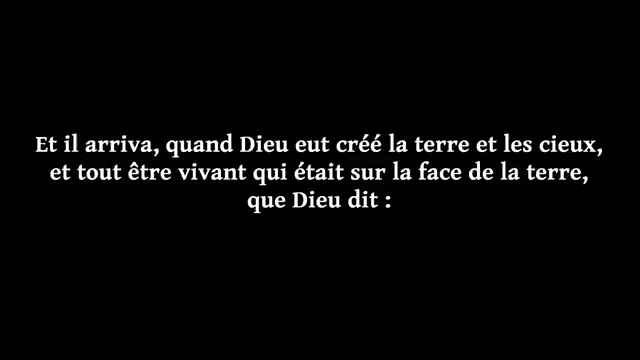 Et il arriva, quand Dieu eut créé la terre et les cieux,
et tout être vivant qui était sur la face de la terre,
que Dieu dit :